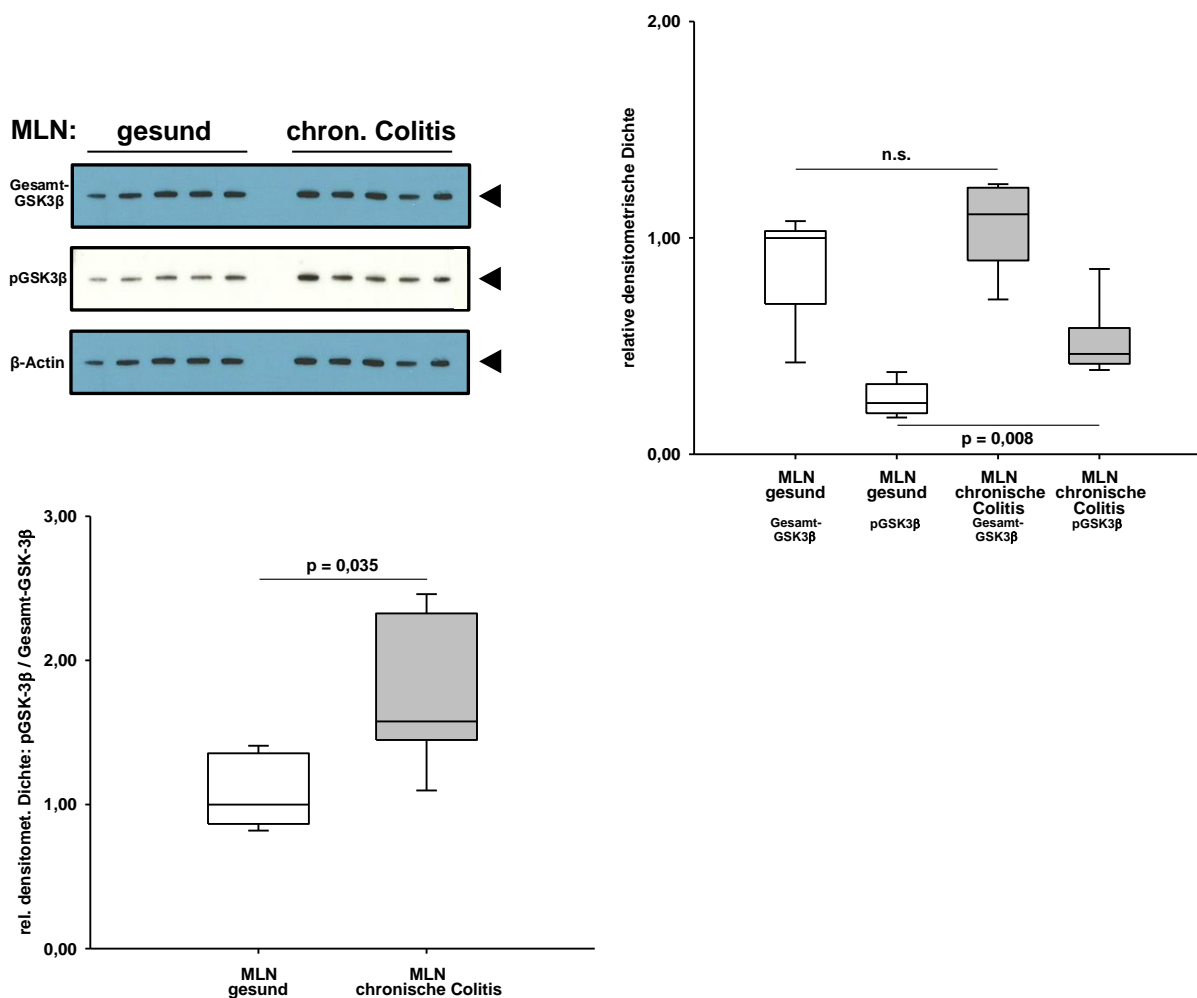 MLN:
gesund
chron. Colitis
Gesamt-
GSK3β
pGSK3β
β-Actin
relative densitometrische Dichte
2,00
1,00
0,00
n.s.
p = 0,008
MLN
gesund
Gesamt-
GSK3β
MLN
gesund
pGSK3β
MLN
chronische
Colitis
Gesamt-
GSK3β
MLN
chronische
Colitis
pGSK3β
rel. densitomet. Dichte: pGSK-3β / Gesamt-GSK-3β
3,00
2,00
1,00
0,00
p = 0,035
MLN
gesund
MLN
chronische Colitis